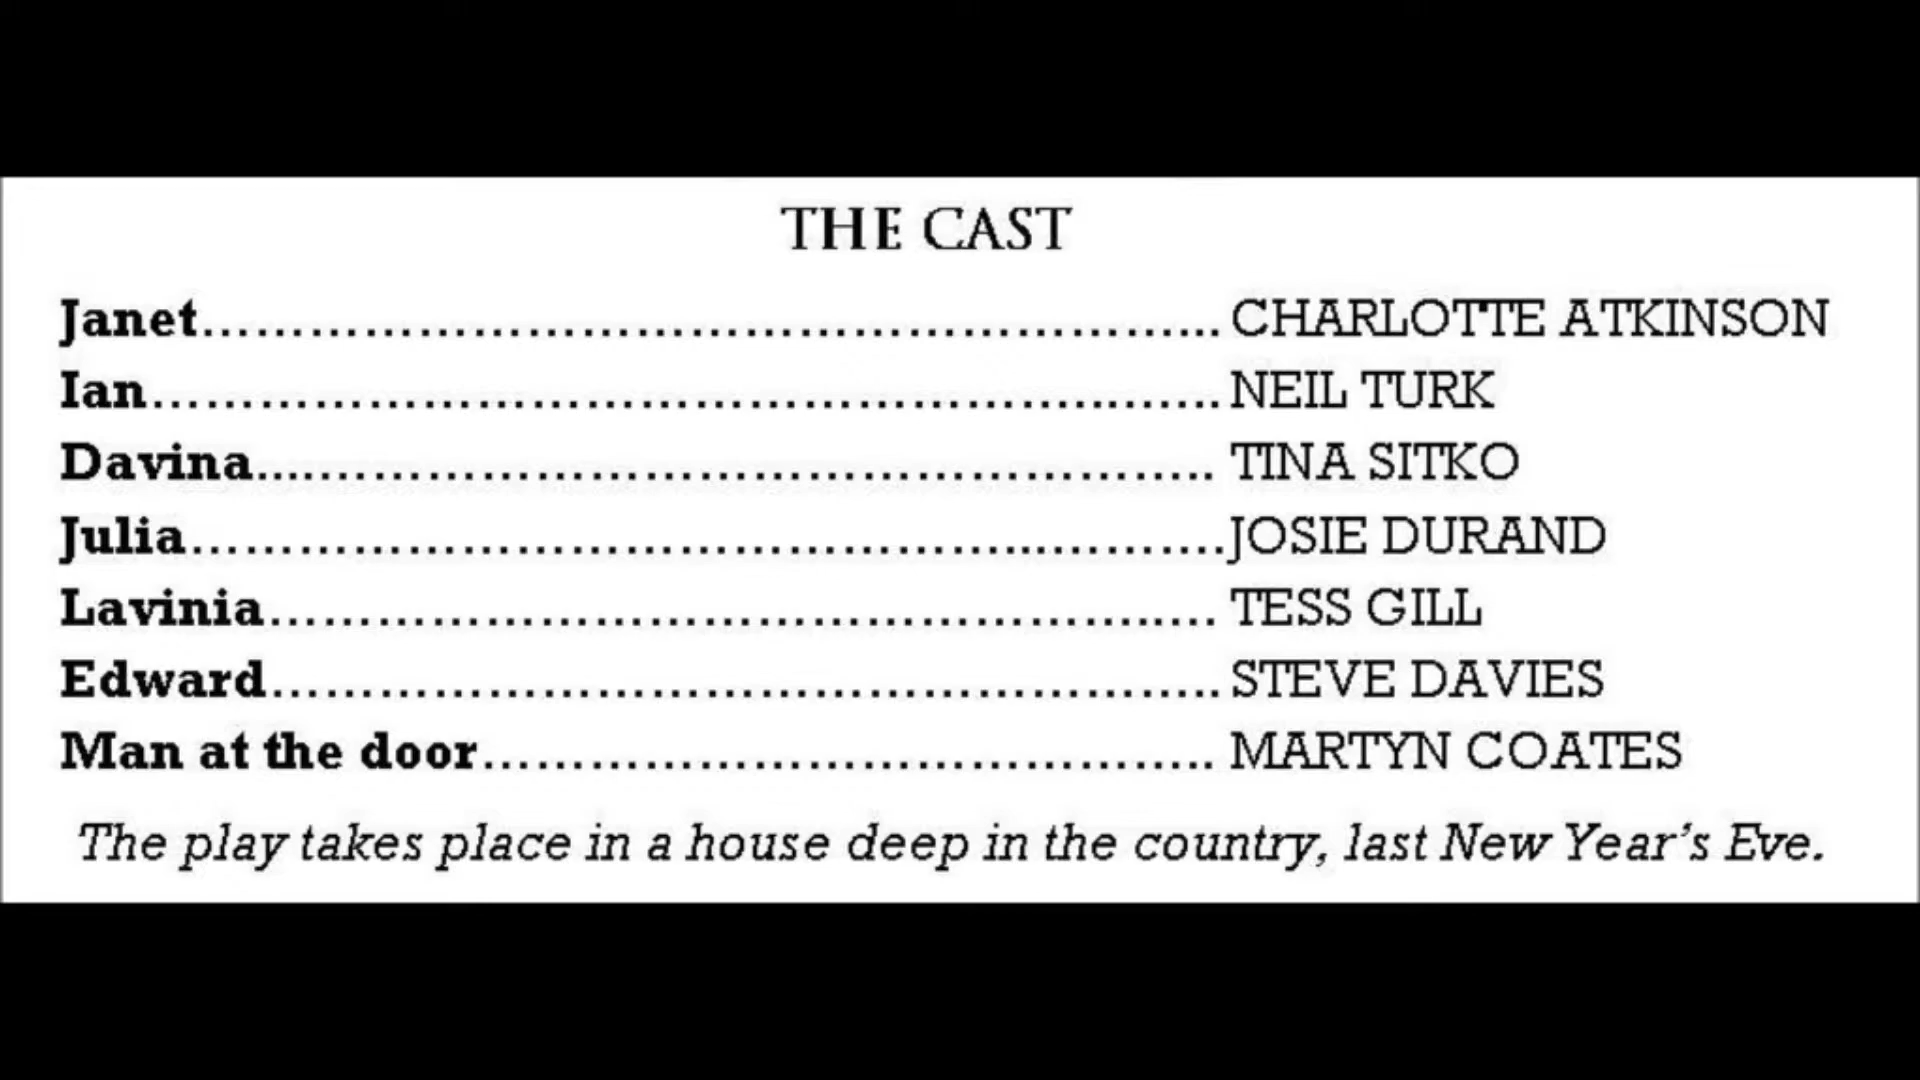 THE CAST
Janet……………………………………………………... CHARLOTTE ATKINSON
Ian…………………………………………………..……. NEIL TURK
Davina...……………………………………………….. TINA SITKO
Julia……………………………………………..……….JOSIE DURAND
Lavinia……………………………………………..…. TESS GILL
Edward………………………………………………... STEVE DAVIES
Man at the door…………………………………….. MARTYN COATES
The play takes place in a house deep in the country, last New Year's Eve.